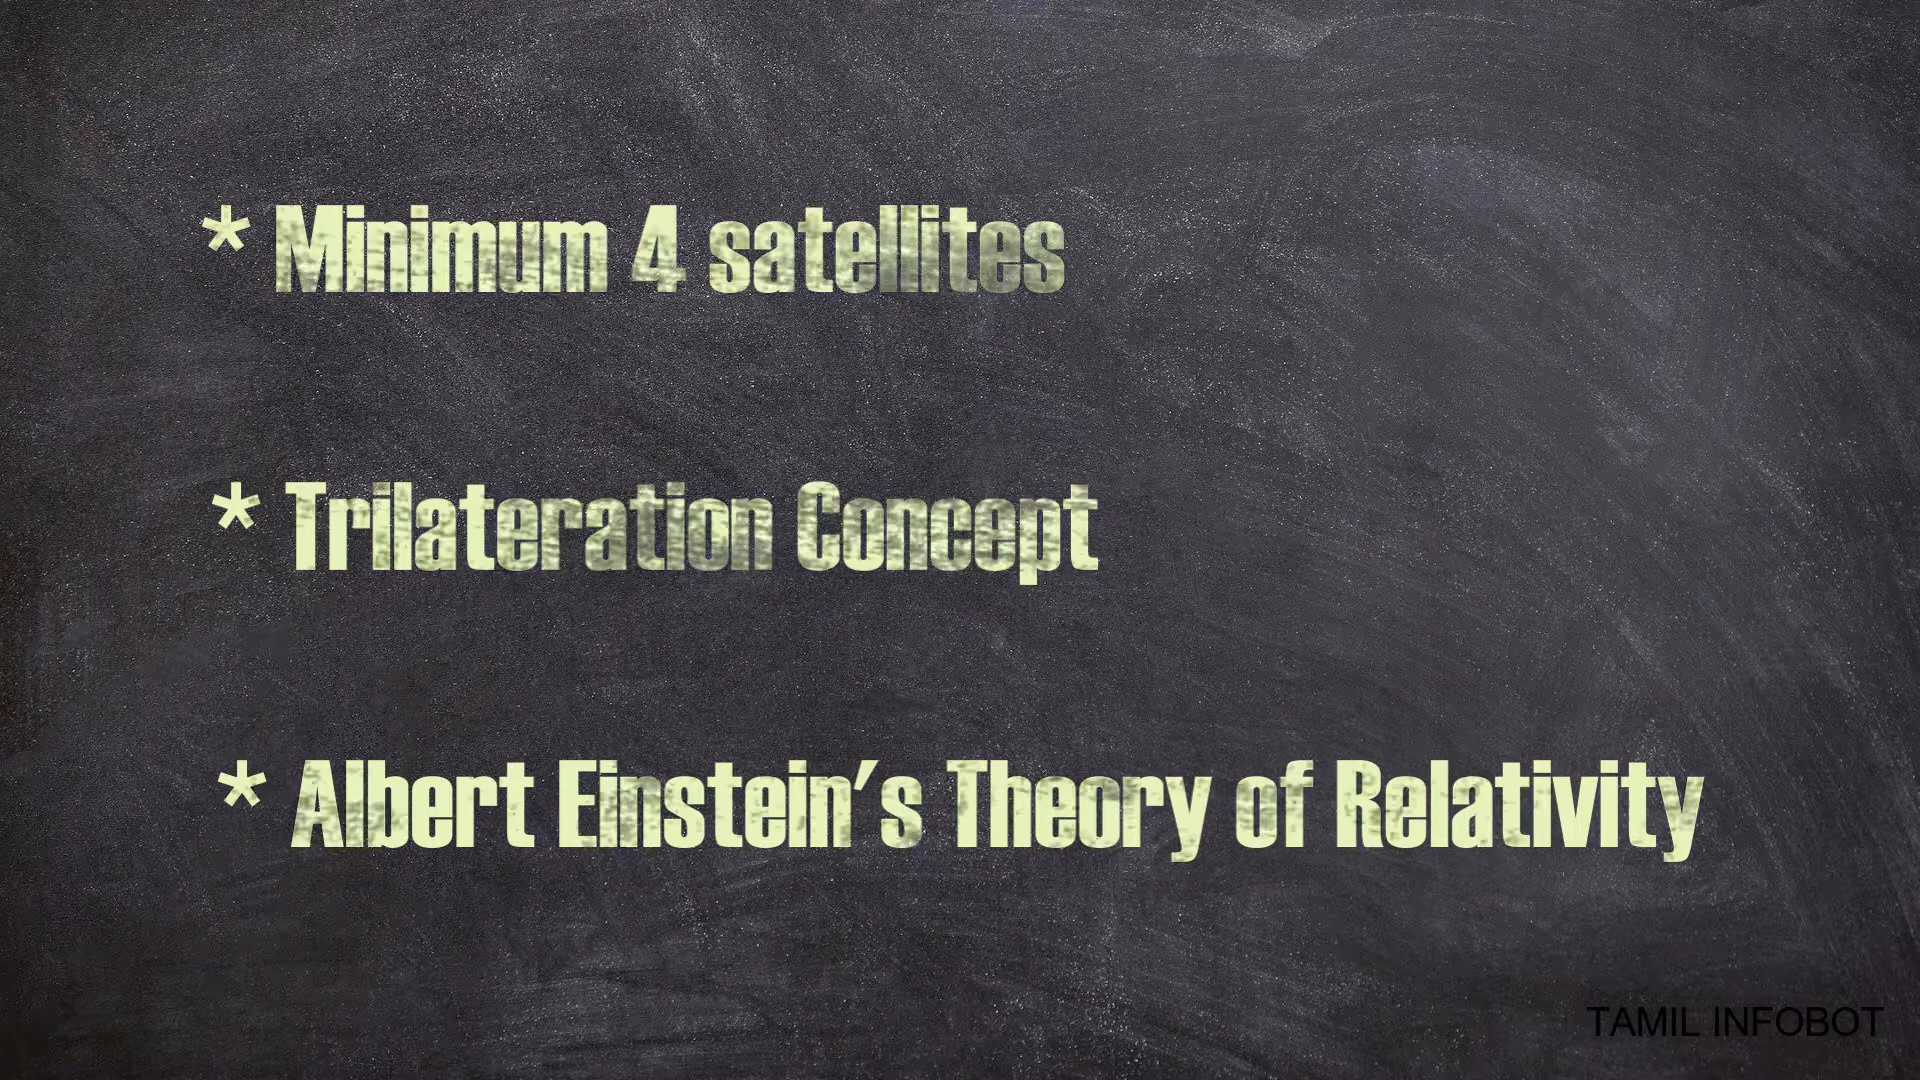 * Minimum 4 satellites
* Trilateration Concept
* Albert Einstein's Theory of Relativity
TAMIL INFOBOT